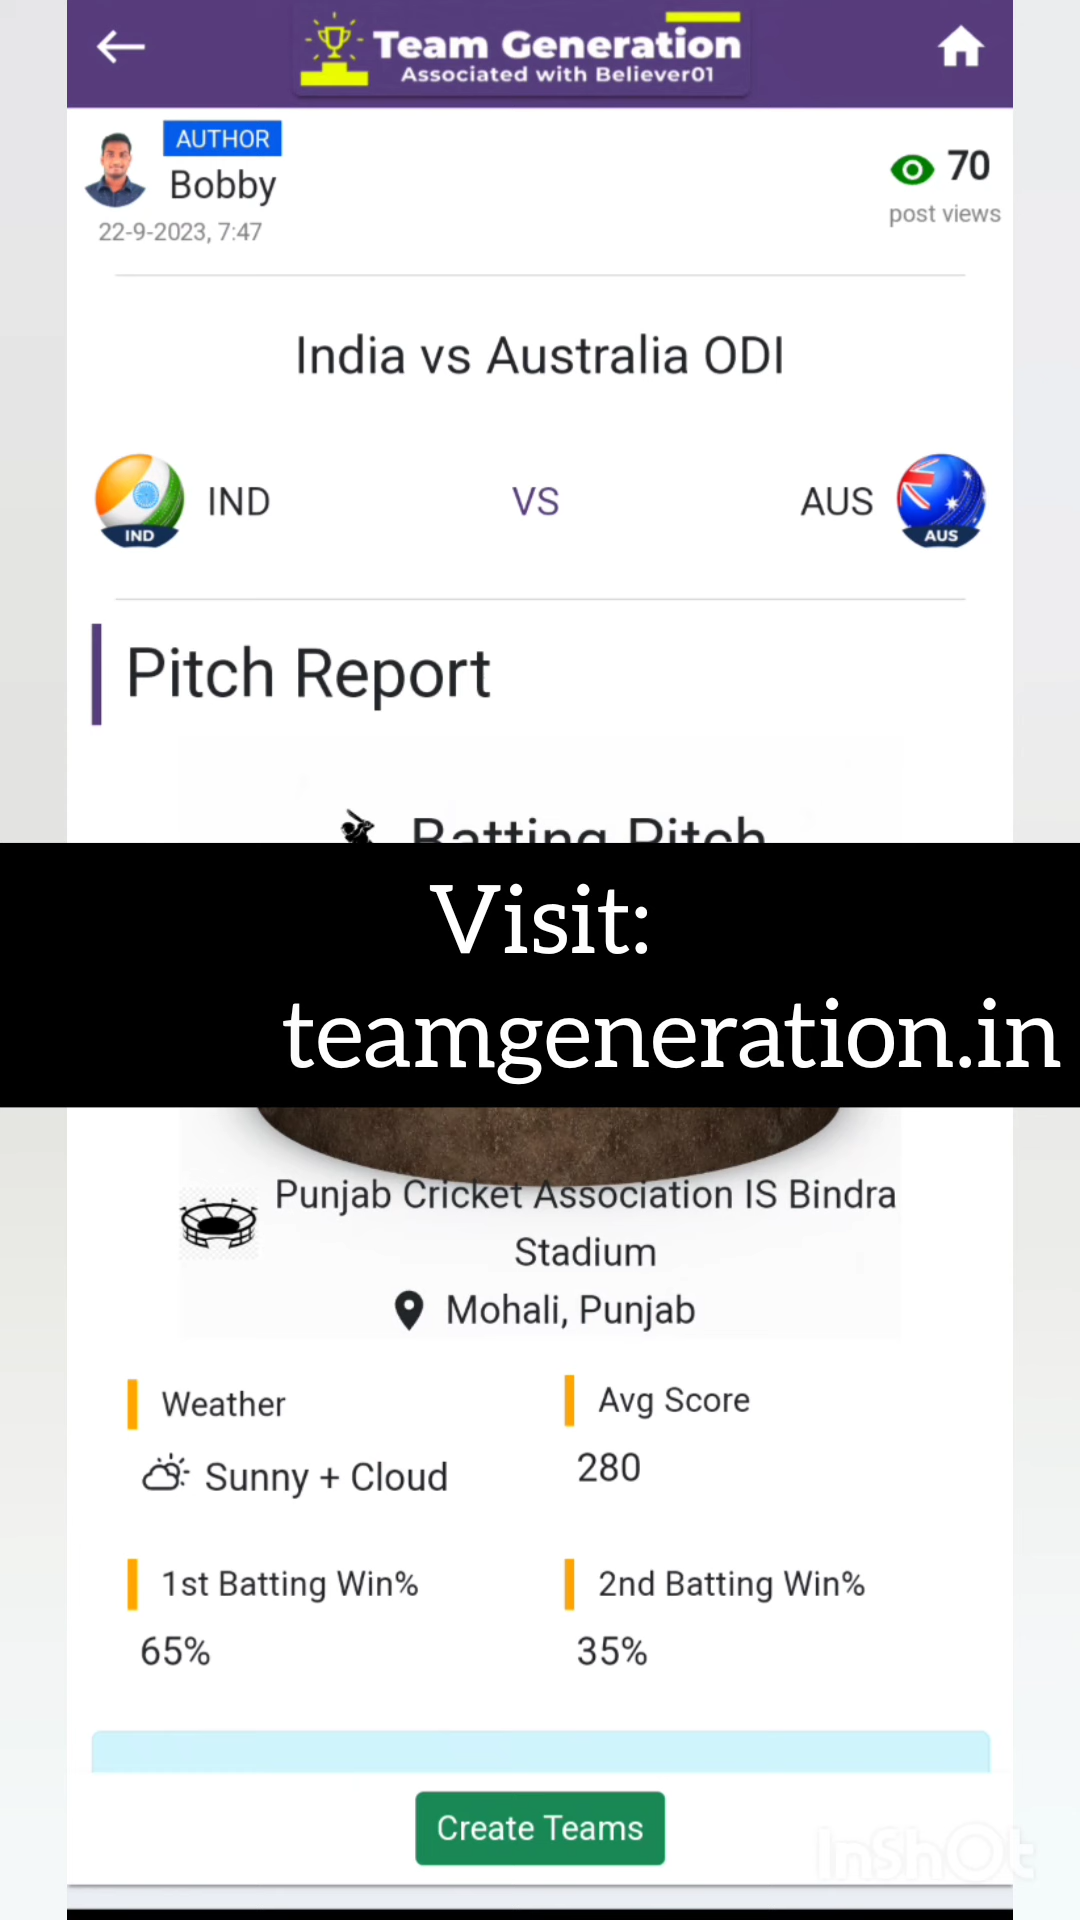 Team Generation
Associated with Believer01
AUTHOR
Bobby
22-9-2023, 7:47
70
post views
India vs Australia ODI
IND
IND
VS
AUS
AUS
Pitch Report
Batting Pitch
Visit:
teamgeneration.in
Punjab Cricket Association IS Bindra
Stadium
Mohali, Punjab
Weather
Avg Score
Sunny + Cloud
280
1st Batting Win%
2nd Batting Win%
65%
35%
Create Teams
InShOt